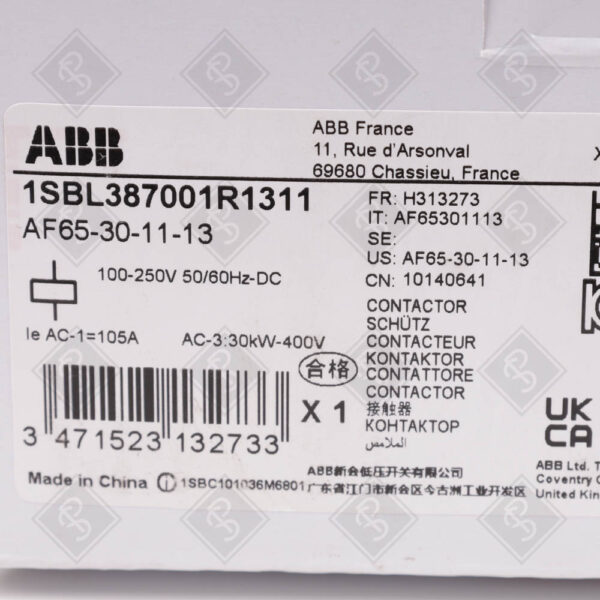 ABB
ABB France
11, Rue d'Arsonval
69680 Chassieu, France
X
1SBL387001R1311
AF65-30-11-13
FR: H313273
IT: AF65301113
SE:
US: AF65-30-11-13
CN: 10140641
100-250V 50/60Hz-DC
Ie AC-1=105A AC-3:30kW-400V
CONTACTOR
SCHÜTZ
CONTACTEUR
KONTAKTOR
CONTATTORE
CONTACTOR
接触器
КОНТАКТОР
الملامس
合格
X 1
3 471523 132733
UK
CA
Made in China
1SBC101036M6801
ABB新会低压开关有限公司
广东省江门市新会区今古洲工业开发区
ABB Ltd. T
Coventry C
United Kin